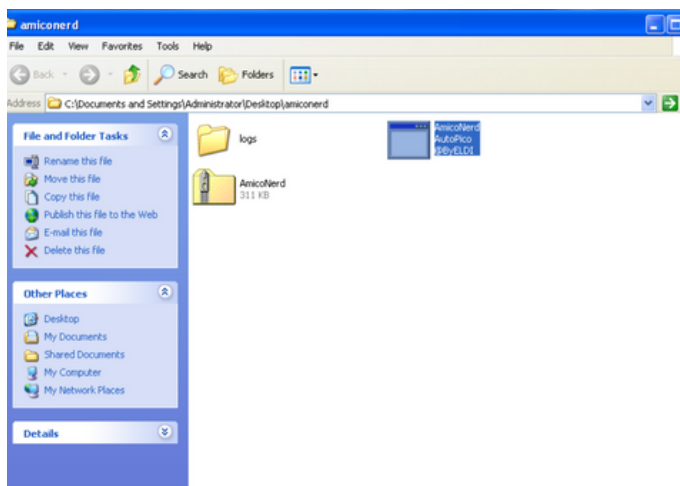 amiconerd
File Edit View Favorites Tools Help
Back Search Folders
Address C:\Documents and Settings\Administrator\Desktop\amiconerd
File and Folder Tasks
Rename this file
Move this file
Copy this file
Publish this file to the Web
E-mail this file
Delete this file
Other Places
Desktop
My Documents
Shared Documents
My Computer
My Network Places
Details
logs
AmicoNerd
AutoPico
@ByELDI
AmicoNerd
311 KB